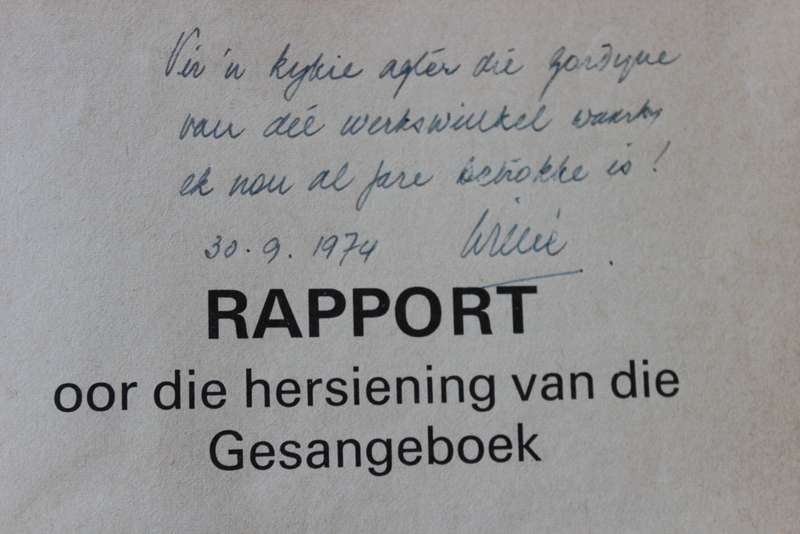 Vir 'n kykie agter die gordyne
van dié werkswinkel waarby
ek nou al jare betrokke is!
30.9.1974 Willie
RAPPORT
oor die hersiening van die
Gesangeboek